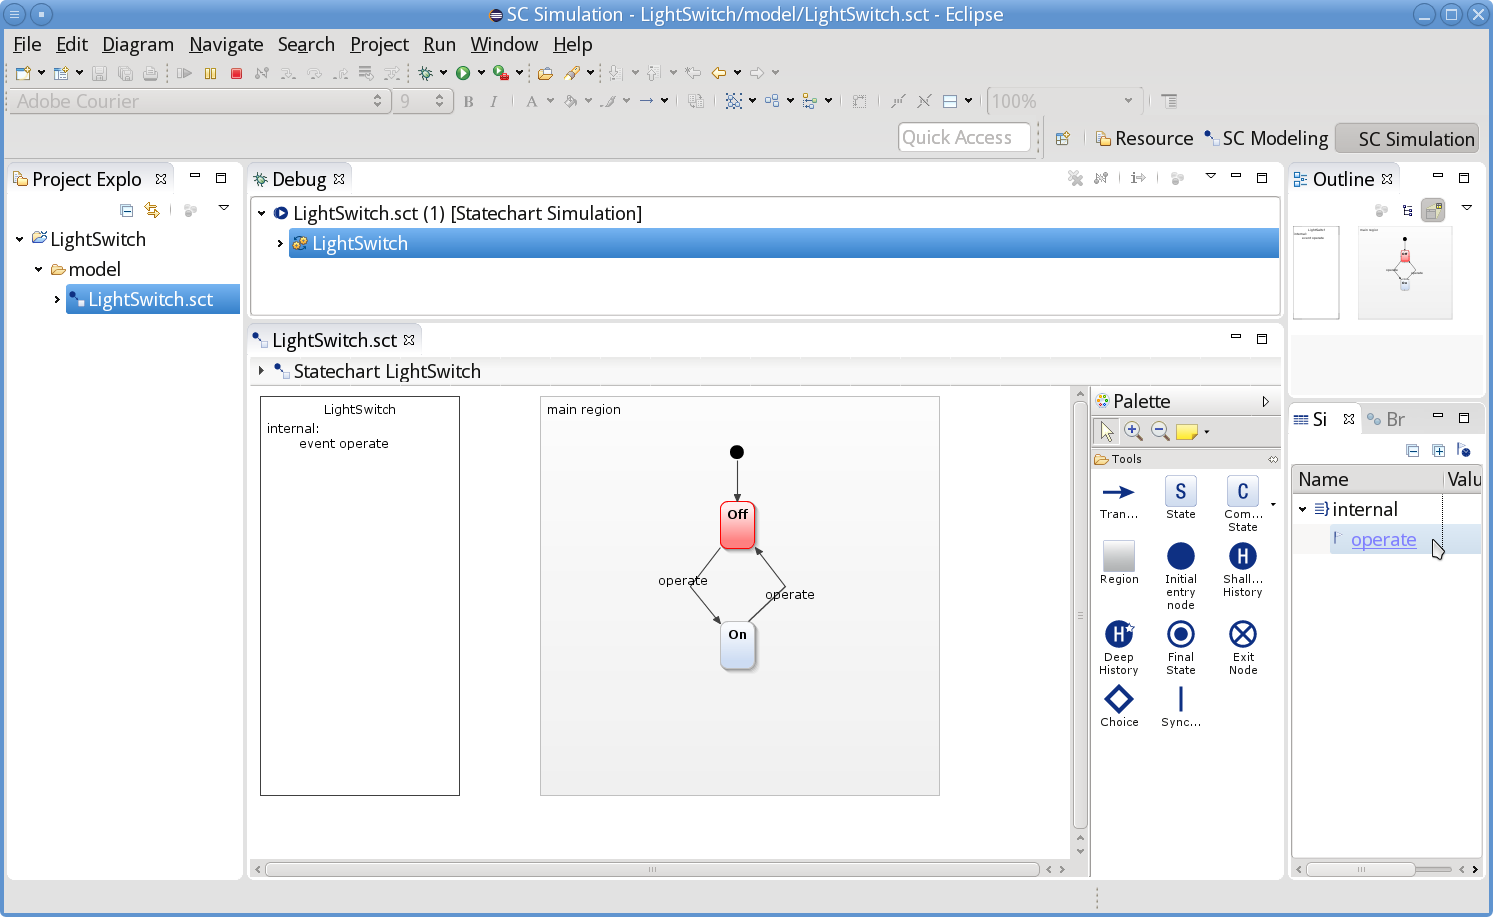 SC Simulation - LightSwitch/model/LightSwitch.sct - Eclipse
File Edit Diagram Navigate Search Project Run Window Help
Adobe Courier 9 B I A 100%
Quick Access Resource SC Modeling SC Simulation
Project Explo
LightSwitch
model
LightSwitch.sct
Debug
LightSwitch.sct (1) [Statechart Simulation]
LightSwitch
LightSwitch.sct
Statechart LightSwitch
LightSwitch
internal:
event operate
main region
Off
operate
operate
On
Palette
Tools
Tran...
S
State
C
Com...
State
Region
Initial
entry
node
H
Shall...
History
H
Deep
History
Final
State
Exit
Node
Choice
Sync...
Outline
Si Br
Name Valu
internal
operate